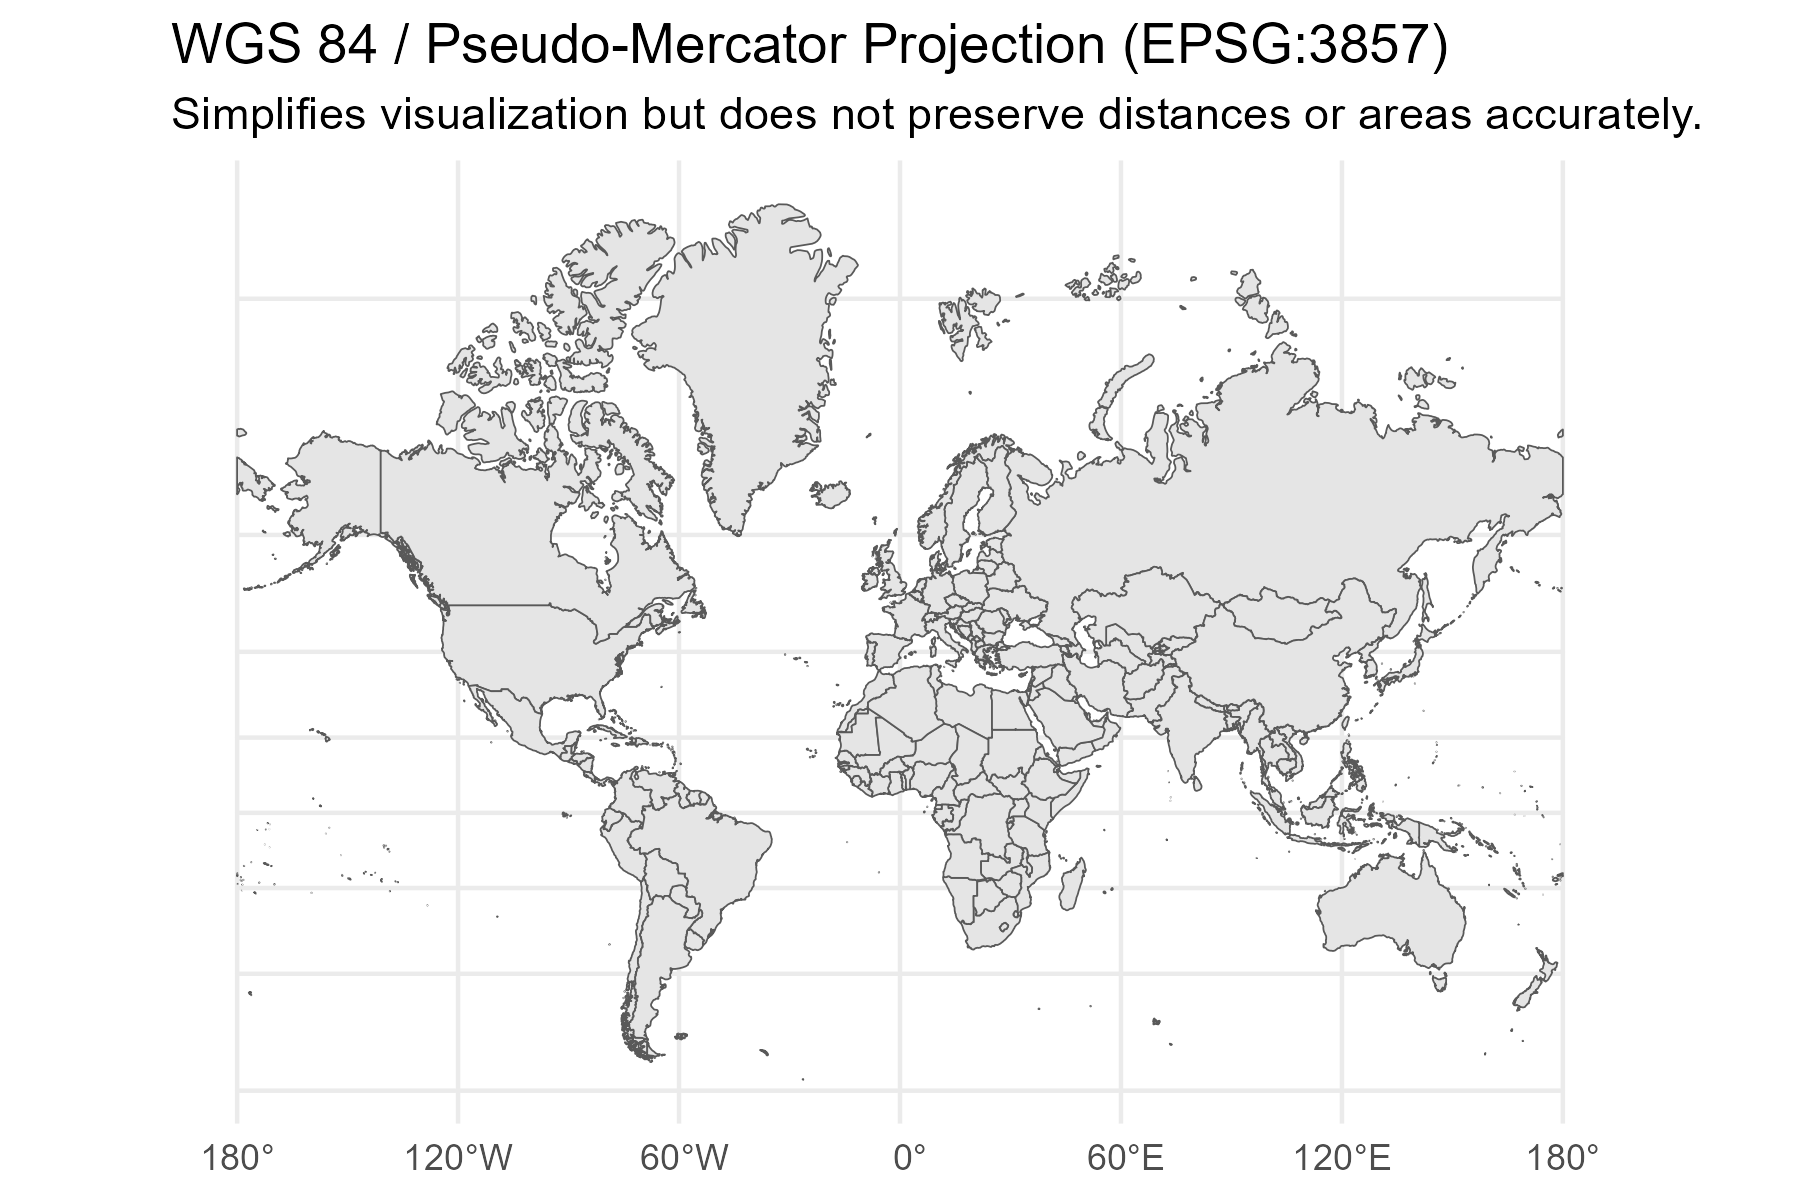 WGS 84 / Pseudo-Mercator Projection (EPSG:3857)
Simplifies visualization but does not preserve distances or areas accurately.
180° 120°W 60°W 0° 60°E 120°E 180°